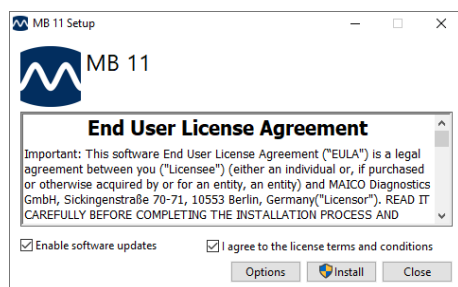 MB 11 Setup
MB 11
End User License Agreement
Important: This software End User License Agreement ("EULA") is a legal
agreement between you ("Licensee") (either an individual or, if purchased
or otherwise acquired by or for an entity, an entity) and MAICO Diagnostics
GmbH, Sickingenstraße 70-71, 10553 Berlin, Germany("Licensor"). READ IT
CAREFULLY BEFORE COMPLETING THE INSTALLATION PROCESS AND
Enable software updates
I agree to the license terms and conditions
Options
Install
Close